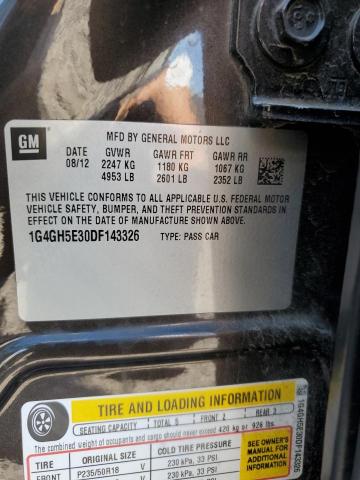 GM
MFD BY GENERAL MOTORS LLC
DATE GVWR GAWR FRT GAWR RR
08/12 2247 KG 1180 KG 1067 KG
4953 LB 2601 LB 2352 LB
THIS VEHICLE CONFORMS TO ALL APPLICABLE U.S. FEDERAL MOTOR
VEHICLE SAFETY, BUMPER, AND THEFT PREVENTION STANDARDS IN
EFFECT ON THE DATE OF MANUFACTURE SHOWN ABOVE.
1G4GH5E30DF143326 TYPE: PASS CAR
TIRE AND LOADING INFORMATION
SEATING CAPACITY TOTAL 5 FRONT 2 REAR 3
The combined weight of occupants and cargo should never exceed 420 kg or 926 lbs.
TIRE ORIGINAL SIZE COLD TIRE PRESSURE
FRONT P235/50R18 V 230 kPa, 33 PSI
V 230 kPa, 33 PSI
SEE OWNER'S
MANUAL FOR
ADDITIONAL
1G4GH5E30DF143326